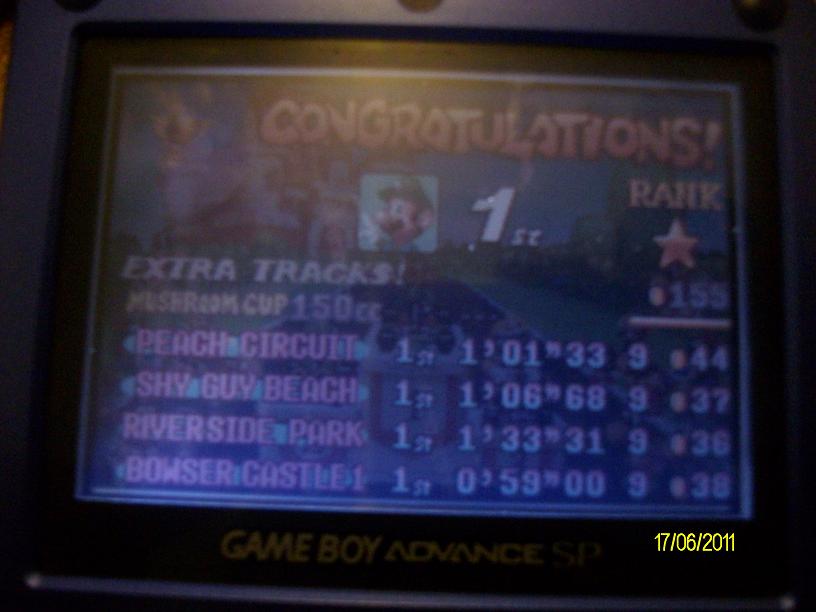 CONGRATULATIONS!
1st
RANK
EXTRA TRACKS!
155
MUSHROOM CUP 150cc
PEACH CIRCUIT 1st 1'01"33 9 44
SHY GUY BEACH 1st 1'06"68 9 37
RIVERSIDE PARK 1st 1'33"31 9 36
BOWSER CASTLE 1 1st 0'59"00 9 38
GAME BOY ADVANCE SP
17/06/2011